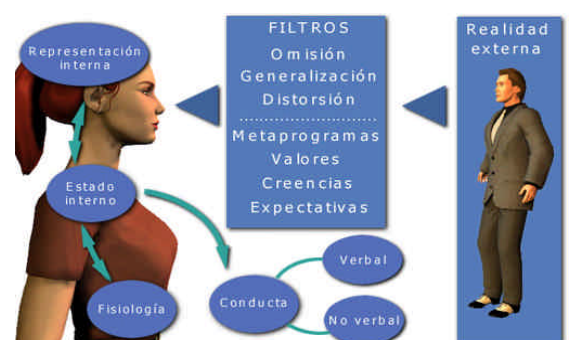 Representación
interna
Estado
interno
Fisiología
FILTROS
Omisión
Generalización
Distorsión
Metaprogramas
Valores
Creencias
Expectativas
Realidad
externa
Conducta
Verbal
No verbal